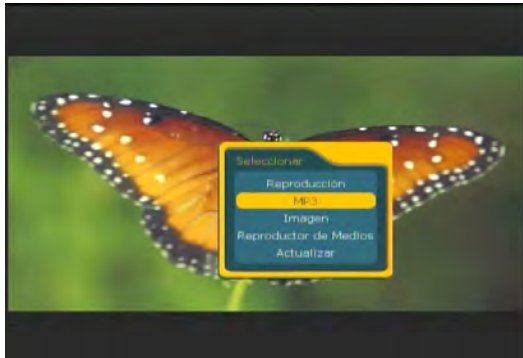 Seleccionar
Reproducción
MP3
Imagen
Reproductor de Medios
Actualizar